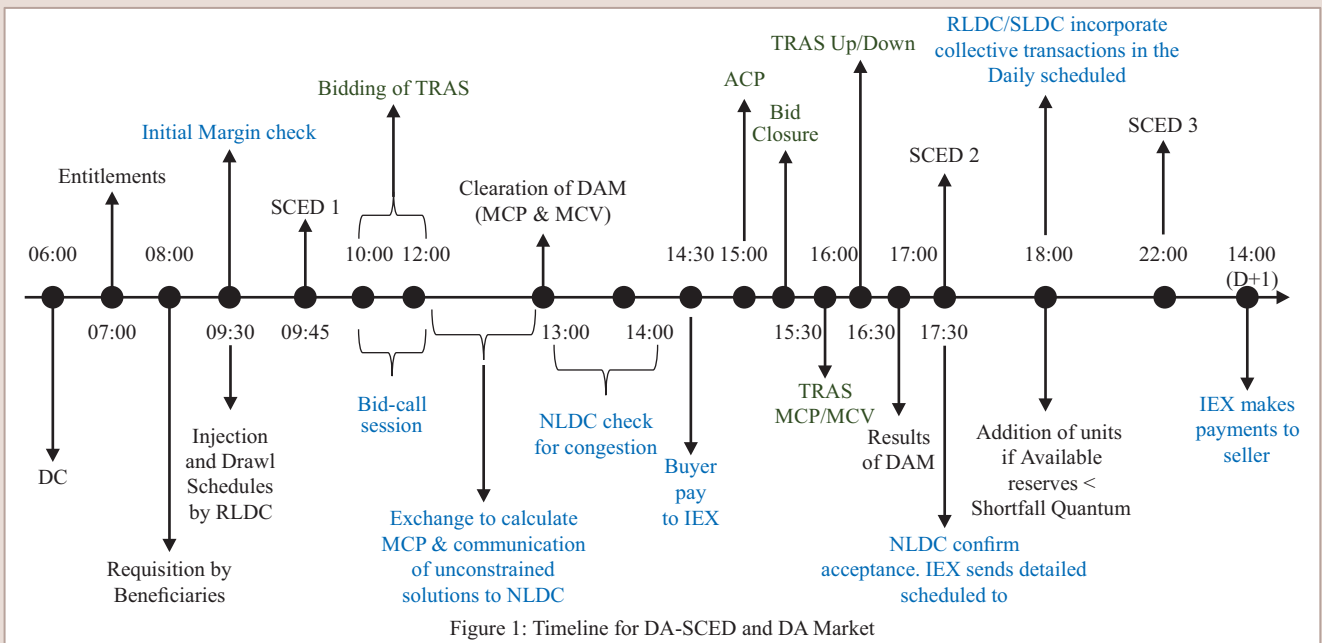 RLDC/SLDC incorporate
collective transactions in the
Daily scheduled
TRAS Up/Down
ACP
Bidding of TRAS
Bid
Closure
Initial Margin check
SCED 3
SCED 2
Entitlements
Clearation of DAM
(MCP & MCV)
SCED 1
06:00
08:00
10:00
12:00
14:30
15:00
16:00
17:00
18:00
22:00
14:00
(D+1)
07:00
09:30
09:45
13:00
14:00
15:30
16:30
17:30
DC
Requisition by
Beneficiaries
Injection
and Drawl
Schedules
by RLDC
Bid-call
session
Exchange to calculate
MCP & communication
of unconstrained
solutions to NLDC
NLDC check
for congestion
Buyer
pay
to IEX
TRAS
MCP/MCV
Results
of DAM
NLDC confirm
acceptance. IEX sends detailed
scheduled to
Addition of units
if Available
reserves <
Shortfall Quantum
IEX makes
payments to
seller
Figure 1: Timeline for DA-SCED and DA Market